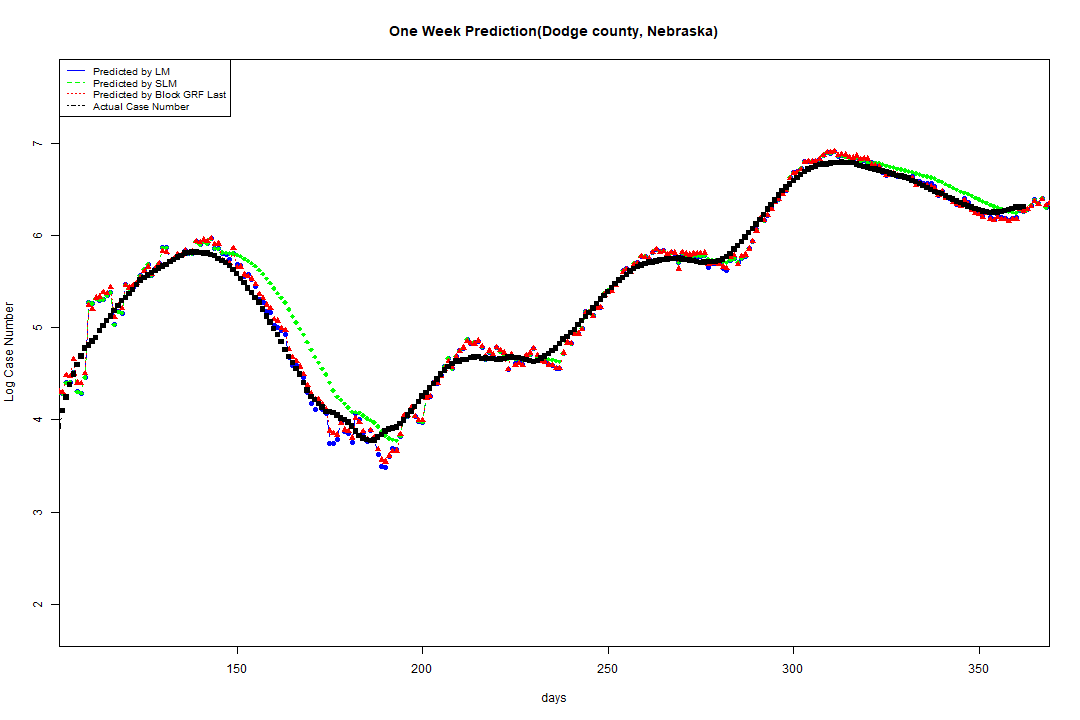 One Week Prediction(Dodge county, Nebraska)
Predicted by LM
Predicted by SLM
Predicted by Block GRF Last
Actual Case Number
7
6
5
4
3
2
Log Case Number
150 200 250 300 350
days